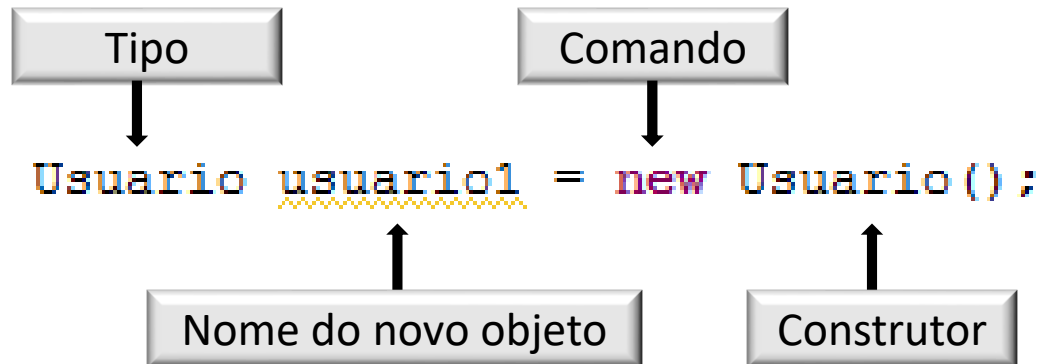 Tipo
Comando
Usuario usuario1 = new Usuario();
Nome do novo objeto
Construtor